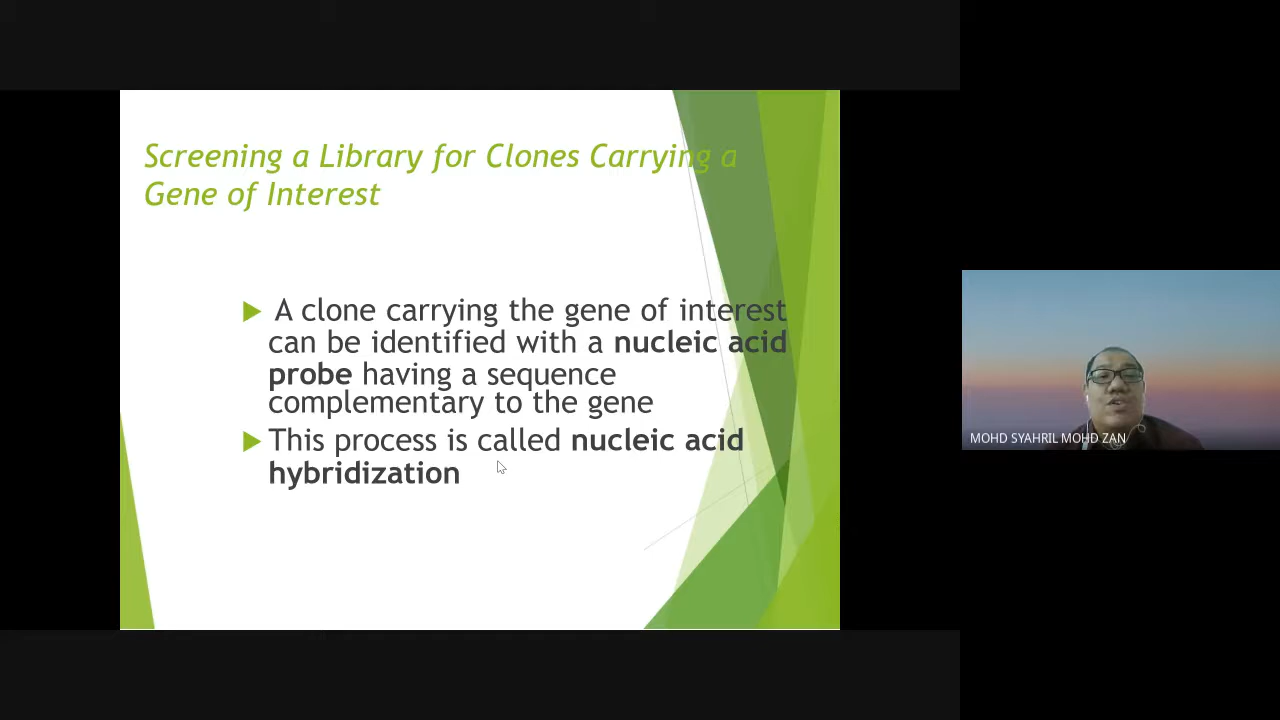 Screening a Library for Clones Carrying a
Gene of Interest
A clone carrying the gene of interest
can be identified with a nucleic acid
probe having a sequence
complementary to the gene
This process is called nucleic acid
hybridization
MOHD SYAHRIL MOHD ZAN